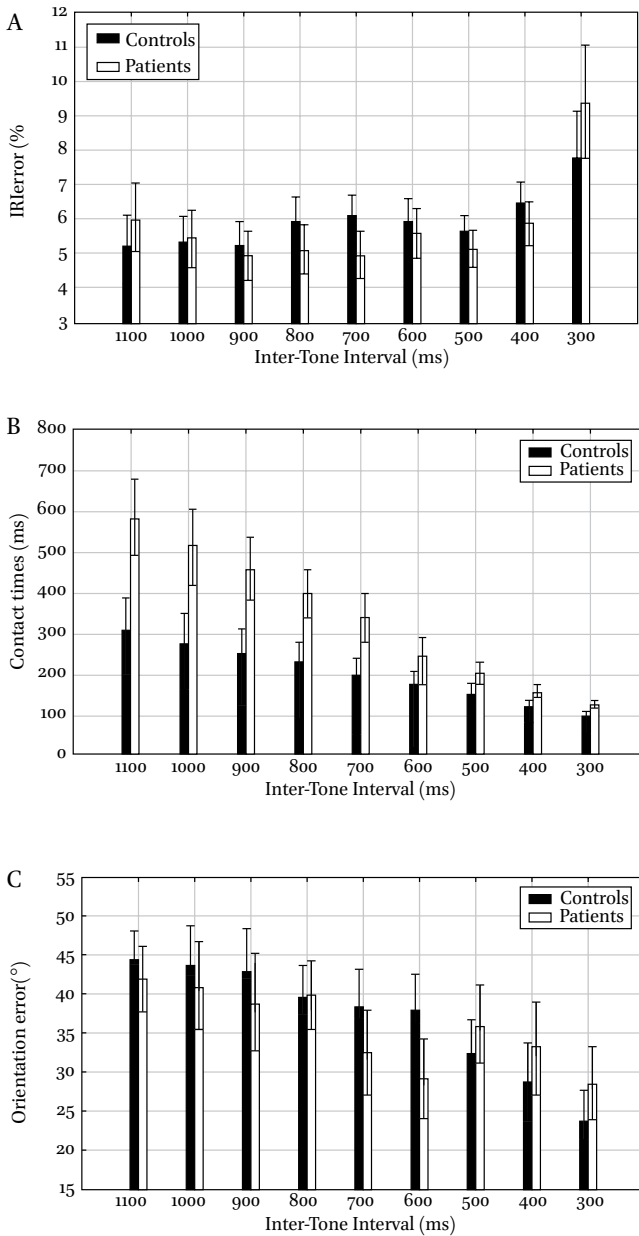 A
12
11
10
9
8
7
6
5
4
3
IRIerror (%
Controls
Patients
1100 1000 900 800 700 600 500 400 300
Inter-Tone Interval (ms)
B
800
700
600
500
400
300
200
100
0
Contact times (ms)
Controls
Patients
1100 1000 900 800 700 600 500 400 300
Inter-Tone Interval (ms)
C
55
50
45
40
35
30
25
20
15
Orientation error(°)
Controls
Patients
1100 1000 900 800 700 600 500 400 300
Inter-Tone Interval (ms)